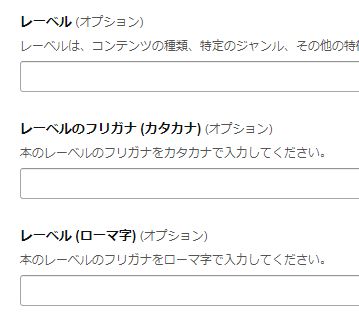 レーベル (オプション)
レーベルは、コンテンツの種類、特定のジャンル、その他の特
レーベルのフリガナ (カタカナ) (オプション)
本のレーベルのフリガナをカタカナで入力してください。
レーベル (ローマ字) (オプション)
本のレーベルのフリガナをローマ字で入力してください。